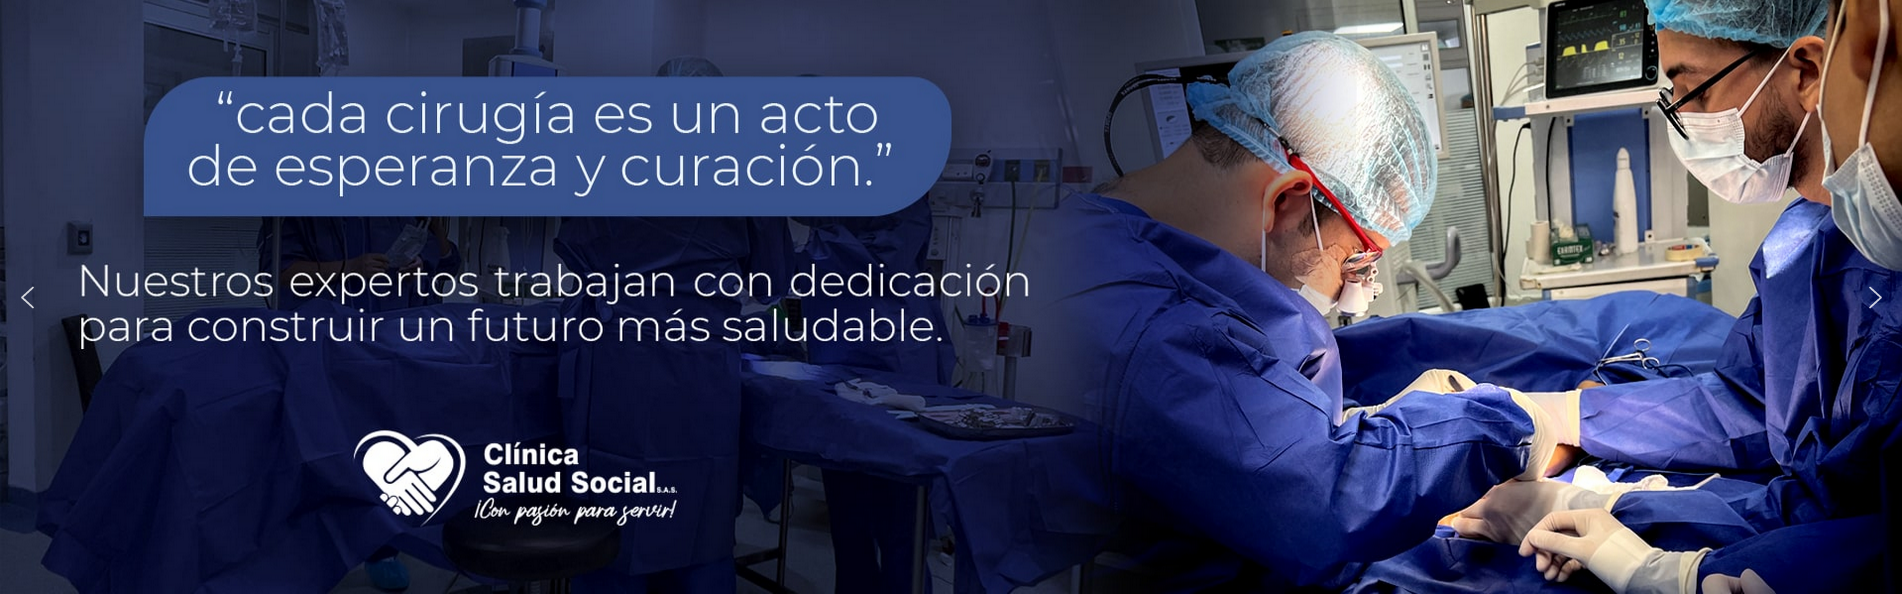 “cada cirugía es un acto
de esperanza y curación.”
Nuestros expertos trabajan con dedicación
para construir un futuro más saludable.
Clínica
Salud Social S.A.S.
¡Con pasión para servir!